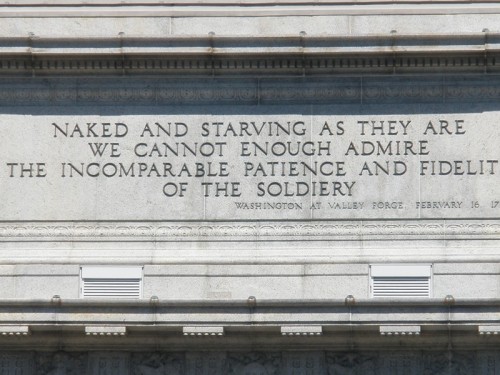 NAKED AND STARVING AS THEY ARE
WE CANNOT ENOUGH ADMIRE
THE INCOMPARABLE PATIENCE AND FIDELIT
OF THE SOLDIERY
WASHINGTON AT VALLEY FORGE, FEBRUARY 16, 17